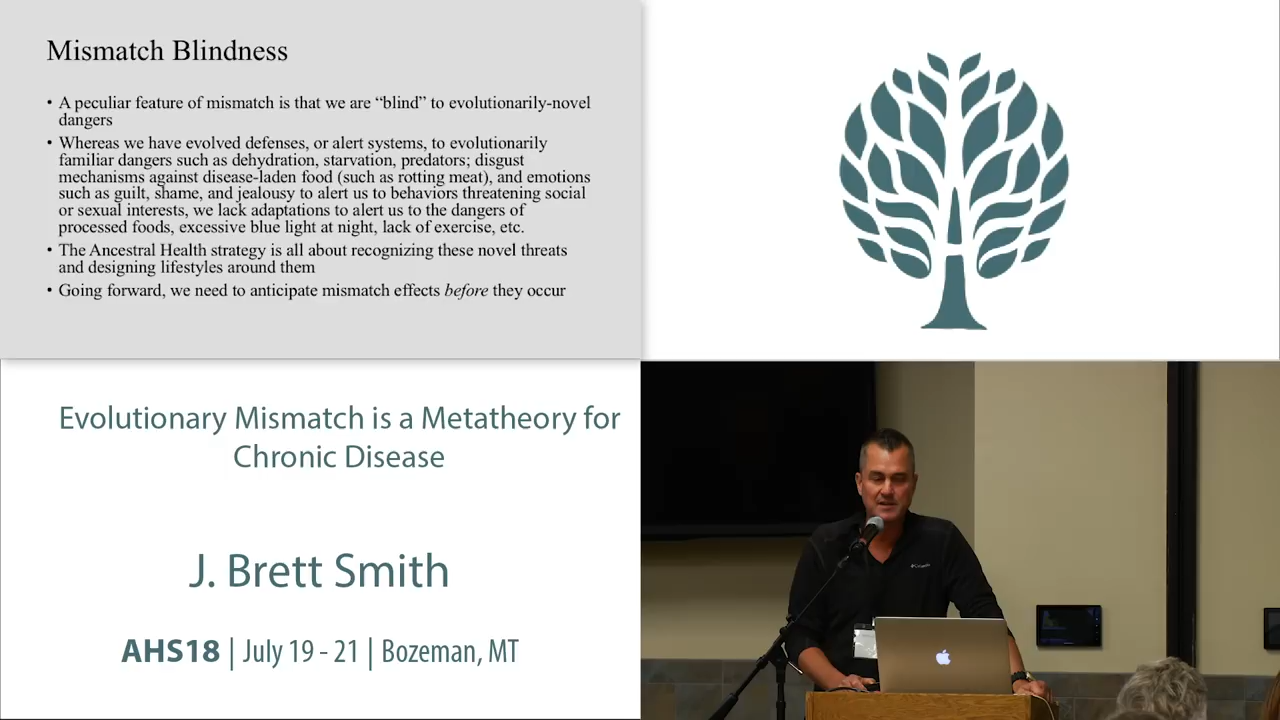 Mismatch Blindness
• A peculiar feature of mismatch is that we are “blind” to evolutionarily-novel
dangers
• Whereas we have evolved defenses, or alert systems, to evolutionarily
familiar dangers such as dehydration, starvation, predators; disgust
mechanisms against disease-laden food (such as rotting meat), and emotions
such as guilt, shame, and jealousy to alert us to behaviors threatening social
or sexual interests, we lack adaptations to alert us to the dangers of
processed foods, excessive blue light at night, lack of exercise, etc.
• The Ancestral Health strategy is all about recognizing these novel threats
and designing lifestyles around them
• Going forward, we need to anticipate mismatch effects before they occur
Evolutionary Mismatch is a Metatheory for
Chronic Disease
J. Brett Smith
AHS18 | July 19 - 21 | Bozeman, MT
Columbia